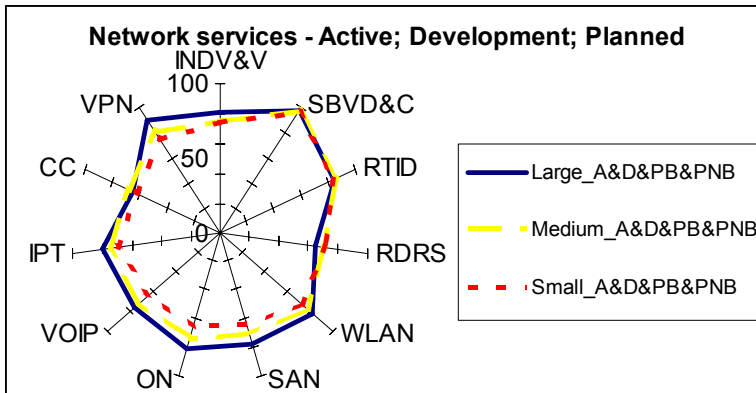 Network services - Active; Development; Planned
INDV&V
100
VPN
SBVD&C
50
CC
RTID
0
IPT
RDRS
VOIP
WLAN
ON
SAN
Large_A&D&PB&PNB
Medium_A&D&PB&PNB
Small_A&D&PB&PNB